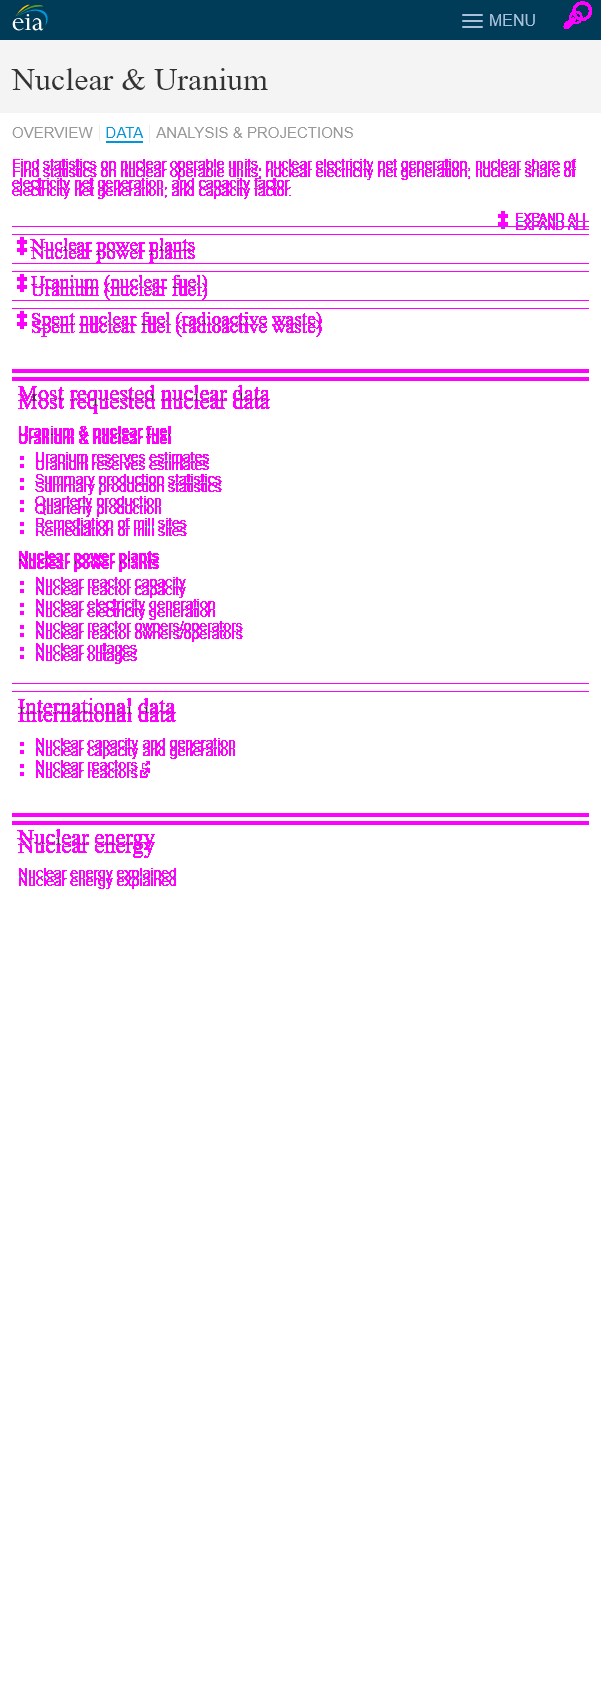 eia
MENU
Nuclear & Uranium
OVERVIEW DATA ANALYSIS & PROJECTIONS
Find statistics on nuclear operable units, nuclear electricity net generation, nuclear share of
electricity net generation, and capacity factor.
EXPAND ALL
Nuclear power plants
Uranium (nuclear fuel)
Spent nuclear fuel (radioactive waste)
Most requested nuclear data
Uranium & nuclear fuel
Uranium reserves estimates
Summary production statistics
Quarterly production
Remediation of mill sites
Nuclear power plants
Nuclear reactor capacity
Nuclear electricity generation
Nuclear reactor owners/operators
Nuclear outages
International data
Nuclear capacity and generation
Nuclear reactors
Nuclear energy
Nuclear energy explained